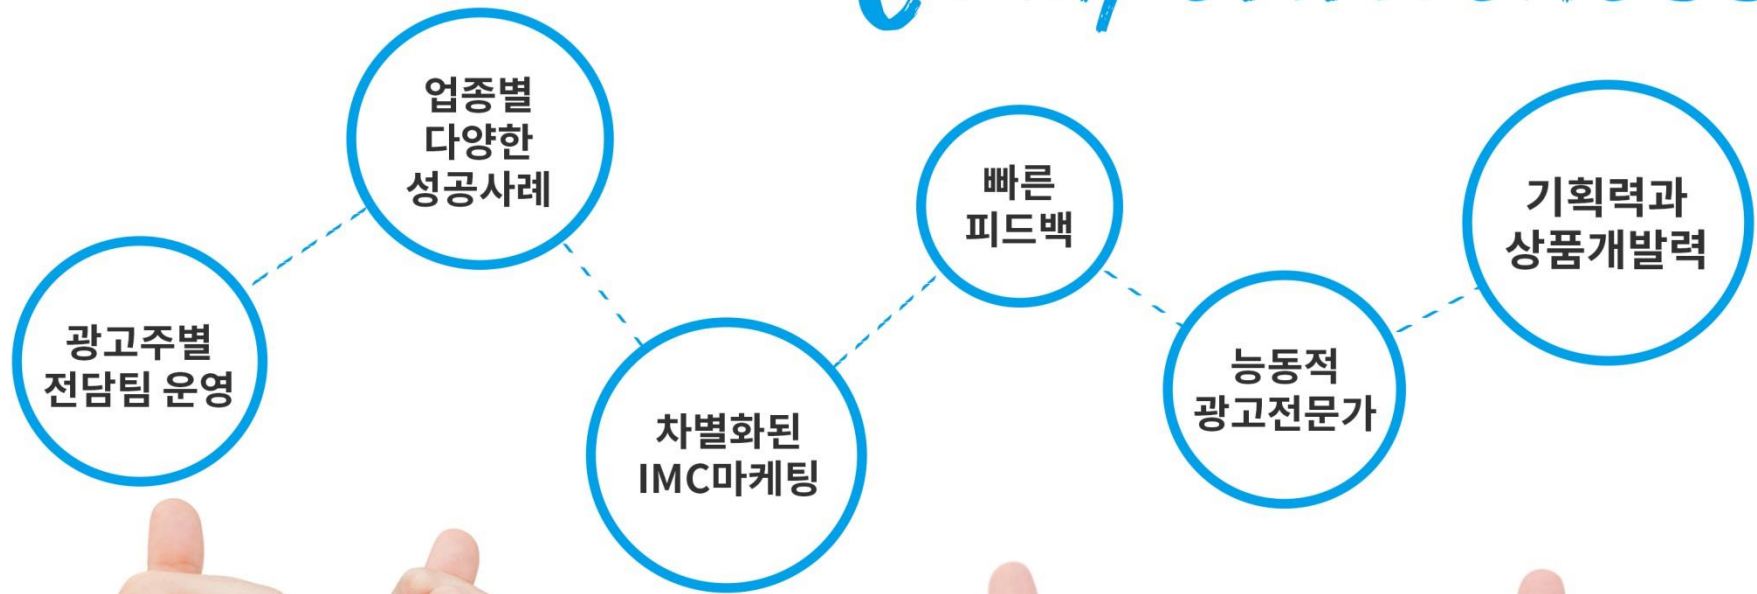 광고주별
전담팀 운영
업종별
다양한
성공사례
차별화된
IMC마케팅
빠른
피드백
능동적
광고전문가
기획력과
상품개발력